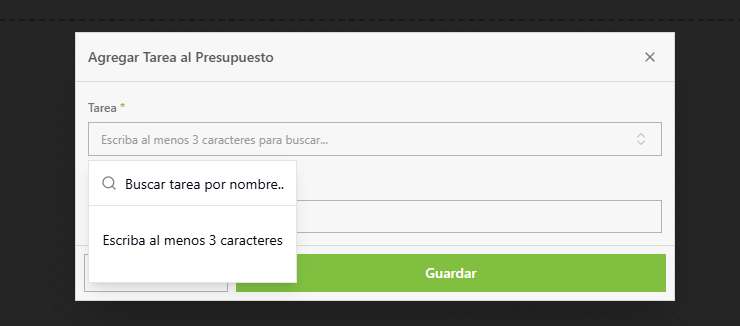 Agregar Tarea al Presupuesto
Tarea *
Escriba al menos 3 caracteres para buscar...
Buscar tarea por nombre..
Escriba al menos 3 caracteres
Guardar